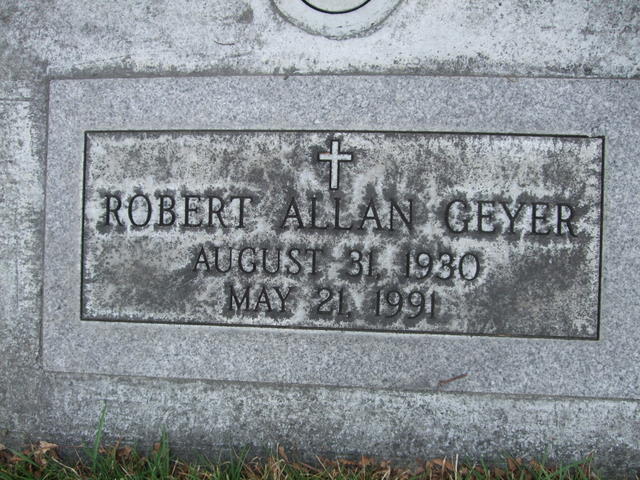 ROBERT ALLAN GEYER
AUGUST 31, 1930
MAY 21, 1991